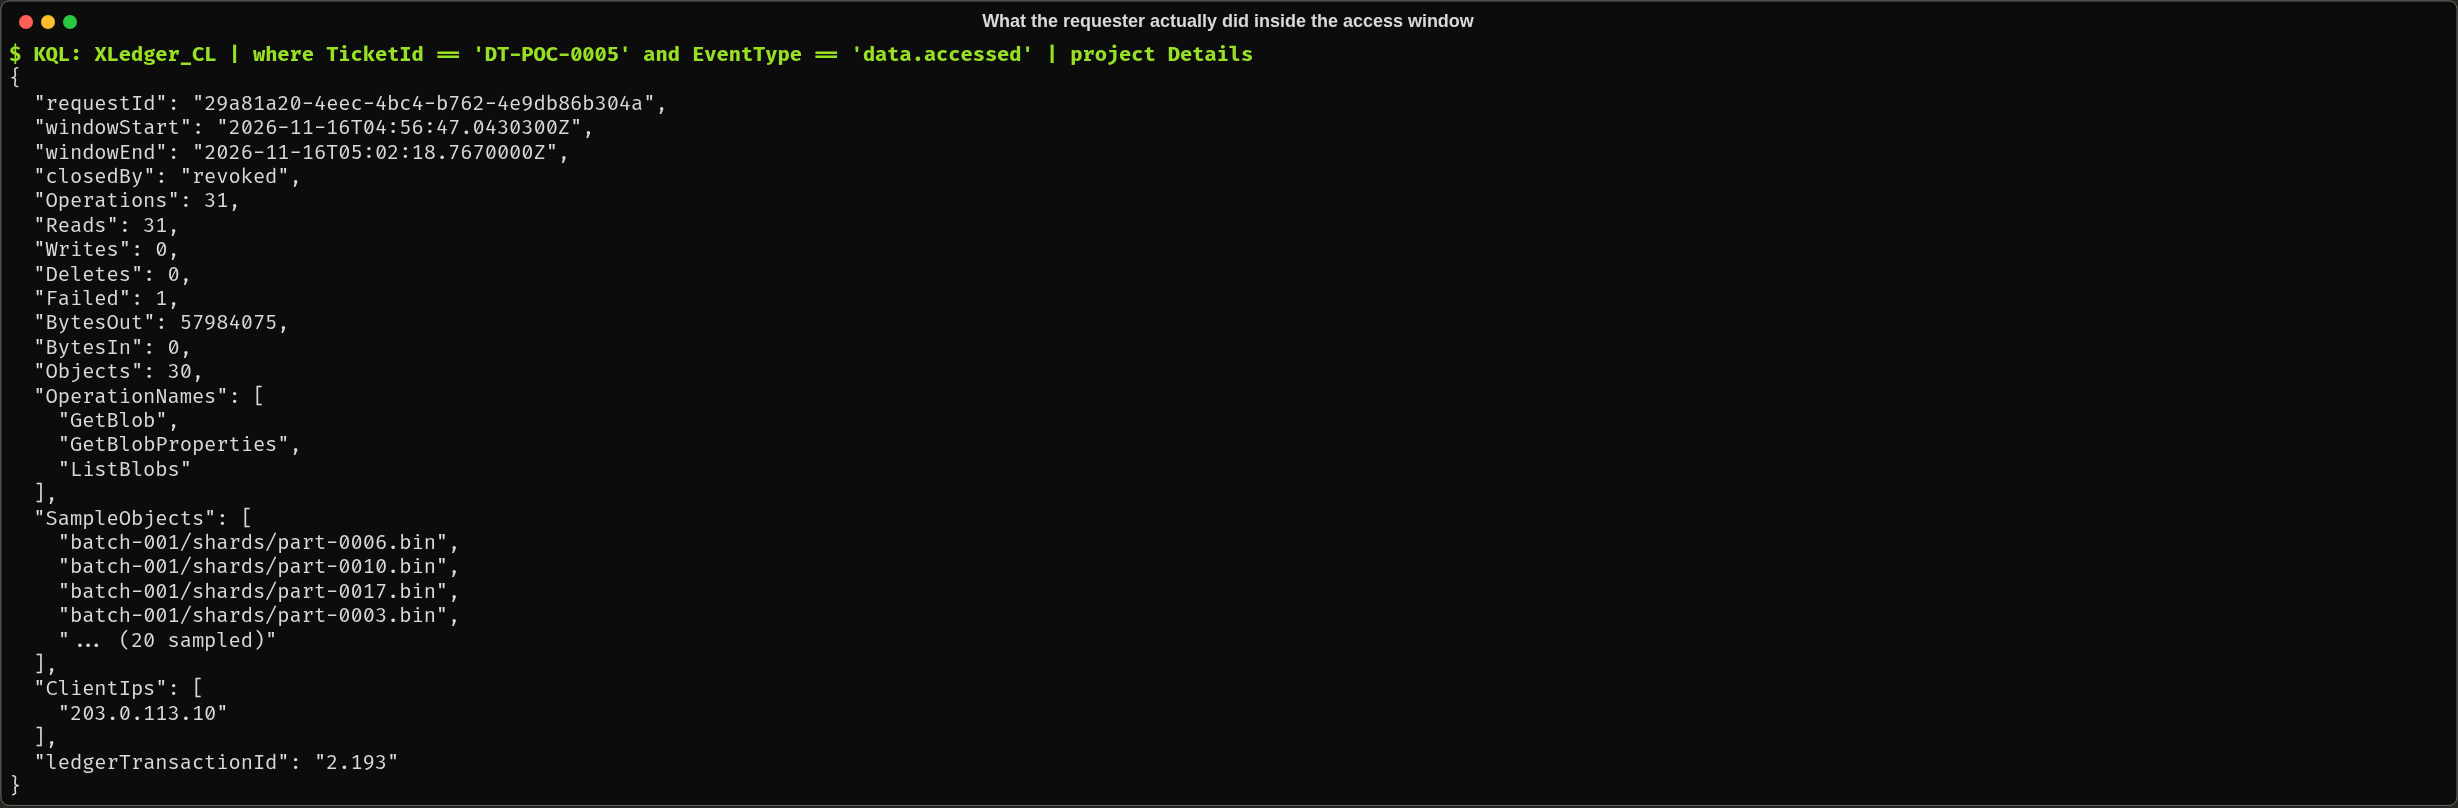 What the requester actually did inside the access window
$ KQL: XLedger_CL | where TicketId == 'DT-POC-0005' and EventType == 'data.accessed' | project Details
{
  "requestId": "29a81a20-4eec-4bc4-b762-4e9db86b304a",
  "windowStart": "2026-11-16T04:56:47.0430300Z",
  "windowEnd": "2026-11-16T05:02:18.7670000Z",
  "closedBy": "revoked",
  "Operations": 31,
  "Reads": 31,
  "Writes": 0,
  "Deletes": 0,
  "Failed": 1,
  "BytesOut": 57984075,
  "BytesIn": 0,
  "Objects": 30,
  "OperationNames": [
    "GetBlob",
    "GetBlobProperties",
    "ListBlobs"
  ],
  "SampleObjects": [
    "batch-001/shards/part-0006.bin",
    "batch-001/shards/part-0010.bin",
    "batch-001/shards/part-0017.bin",
    "batch-001/shards/part-0003.bin",
    "... (20 sampled)"
  ],
  "ClientIps": [
    "203.0.113.10"
  ],
  "ledgerTransactionId": "2.193"
}